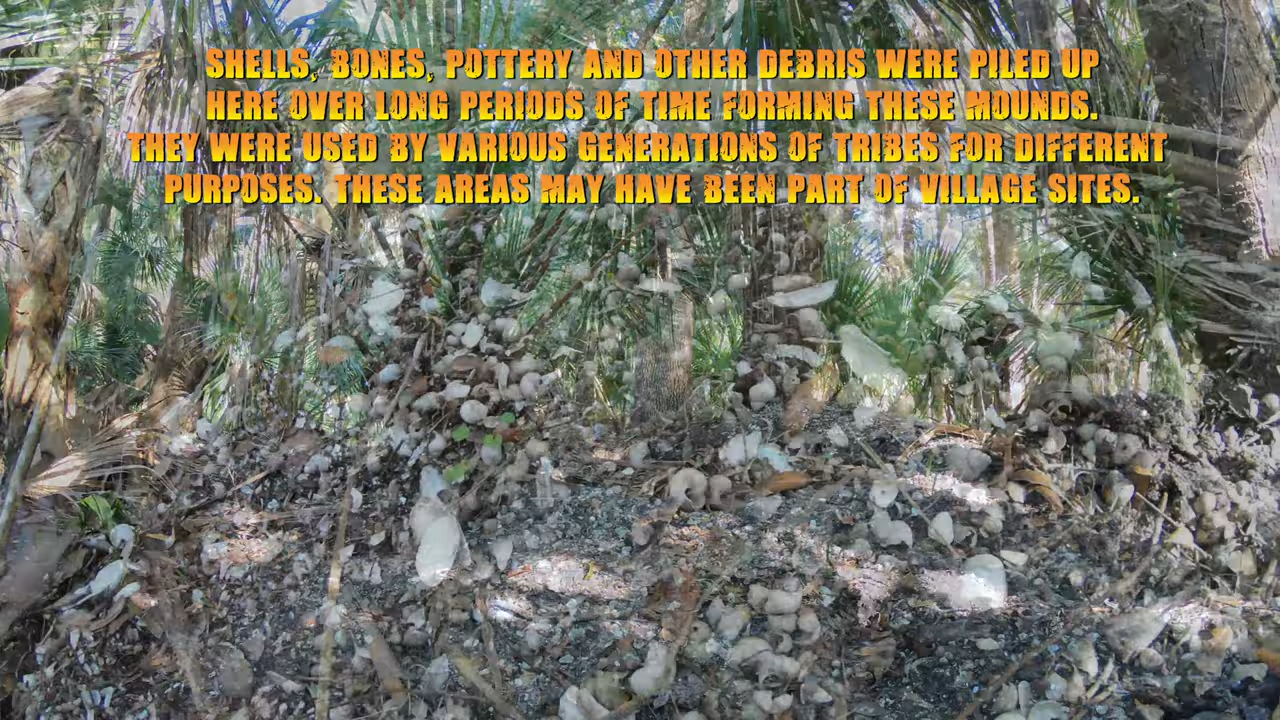 SHELLS, BONES, POTTERY AND OTHER DEBRIS WERE PILED UP
HERE OVER LONG PERIODS OF TIME FORMING THESE MOUNDS.
THEY WERE USED BY VARIOUS GENERATIONS OF TRIBES FOR DIFFERENT
PURPOSES. THESE AREAS MAY HAVE BEEN PART OF VILLAGE SITES.